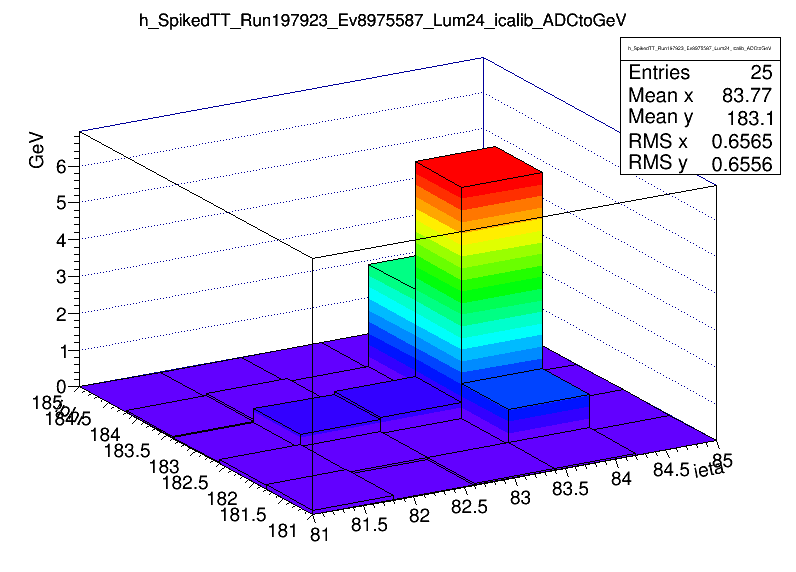 h_SpikedTT_Run197923_Ev8975587_Lum24_icalib_ADCtoGeV
h_SpikedTT_Run197923_Ev8975587_Lum24_icalib_ADCtoGeV
Entries 25
Mean x 83.77
Mean y 183.1
RMS x 0.6565
RMS y 0.6556
GeV
6
5
4
3
2
1
0
185
184.5
184
183.5
183
182.5
182
181.5
181
81
81.5
82
82.5
83
83.5
84
84.5
85
ieta